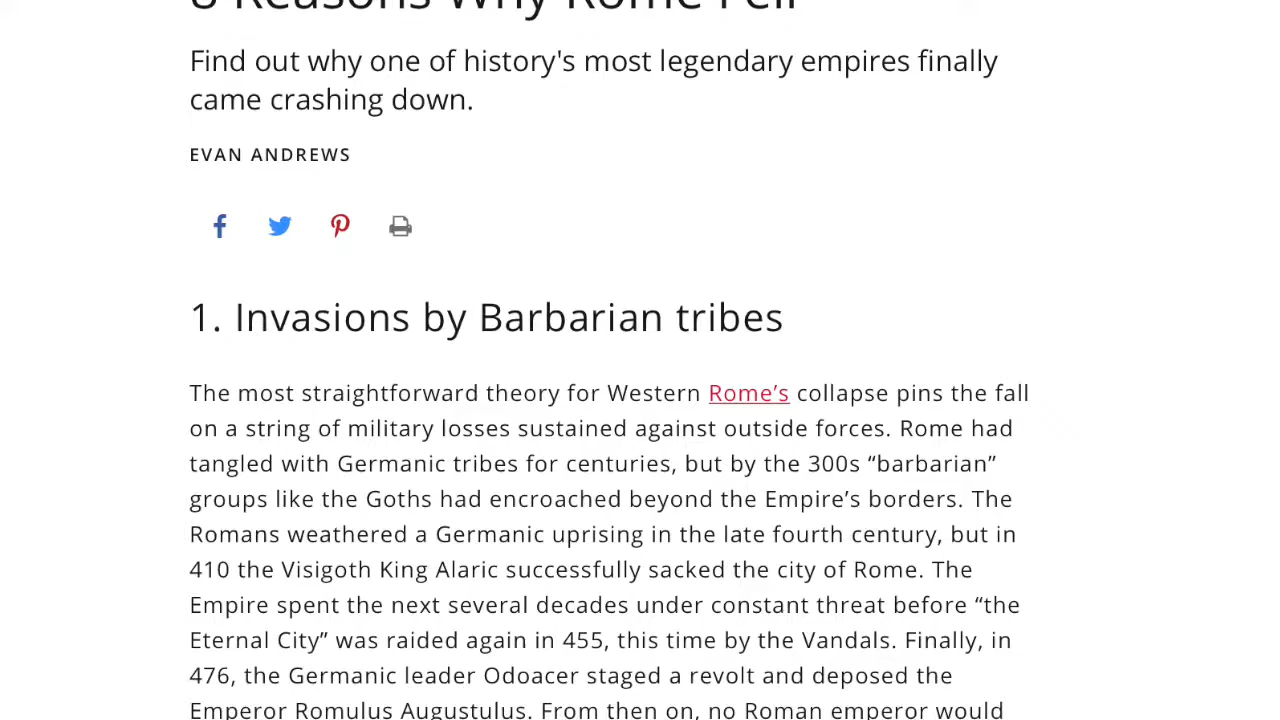 8 Reasons Why Rome Fell
Find out why one of history's most legendary empires finally
came crashing down.
EVAN ANDREWS
1. Invasions by Barbarian tribes
The most straightforward theory for Western Rome’s collapse pins the fall
on a string of military losses sustained against outside forces. Rome had
tangled with Germanic tribes for centuries, but by the 300s “barbarian”
groups like the Goths had encroached beyond the Empire’s borders. The
Romans weathered a Germanic uprising in the late fourth century, but in
410 the Visigoth King Alaric successfully sacked the city of Rome. The
Empire spent the next several decades under constant threat before “the
Eternal City” was raided again in 455, this time by the Vandals. Finally, in
476, the Germanic leader Odoacer staged a revolt and deposed the
Emperor Romulus Augustulus. From then on, no Roman emperor would